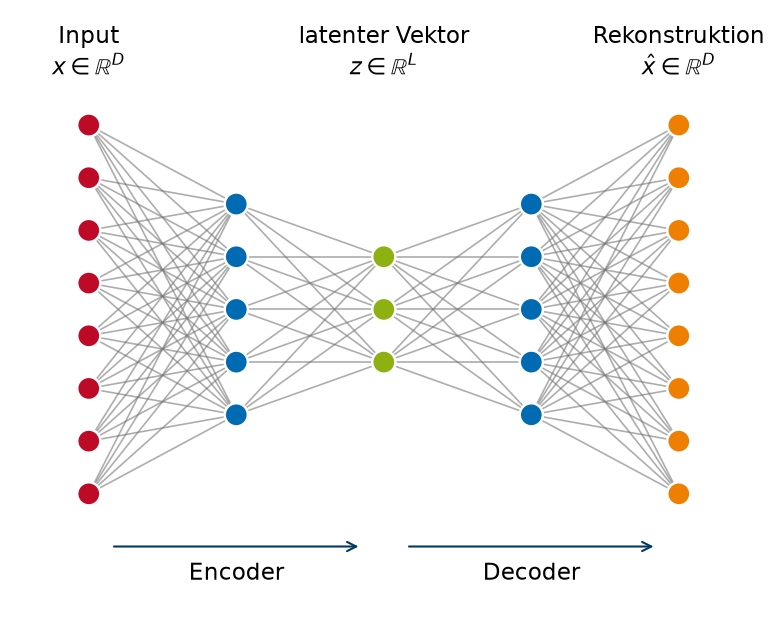 Input
x ∈ ℝ^D
latenter Vektor
z ∈ ℝ^L
Rekonstruktion
x̂ ∈ ℝ^D
Encoder
Decoder